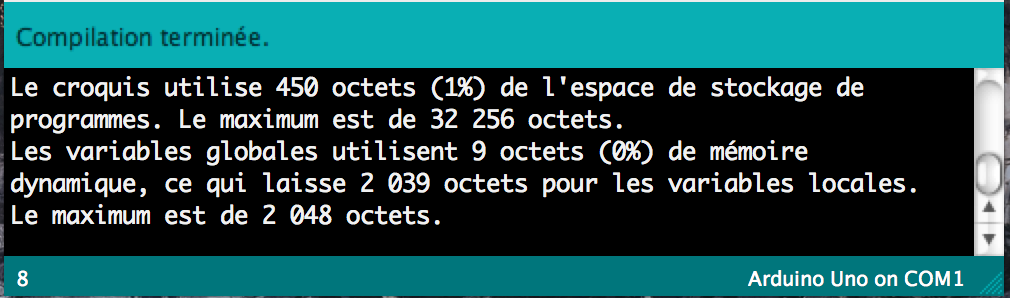 Compilation terminée.
Le croquis utilise 450 octets (1%) de l'espace de stockage de
programmes. Le maximum est de 32 256 octets.
Les variables globales utilisent 9 octets (0%) de mémoire
dynamique, ce qui laisse 2 039 octets pour les variables locales.
Le maximum est de 2 048 octets.
8
Arduino Uno on COM1